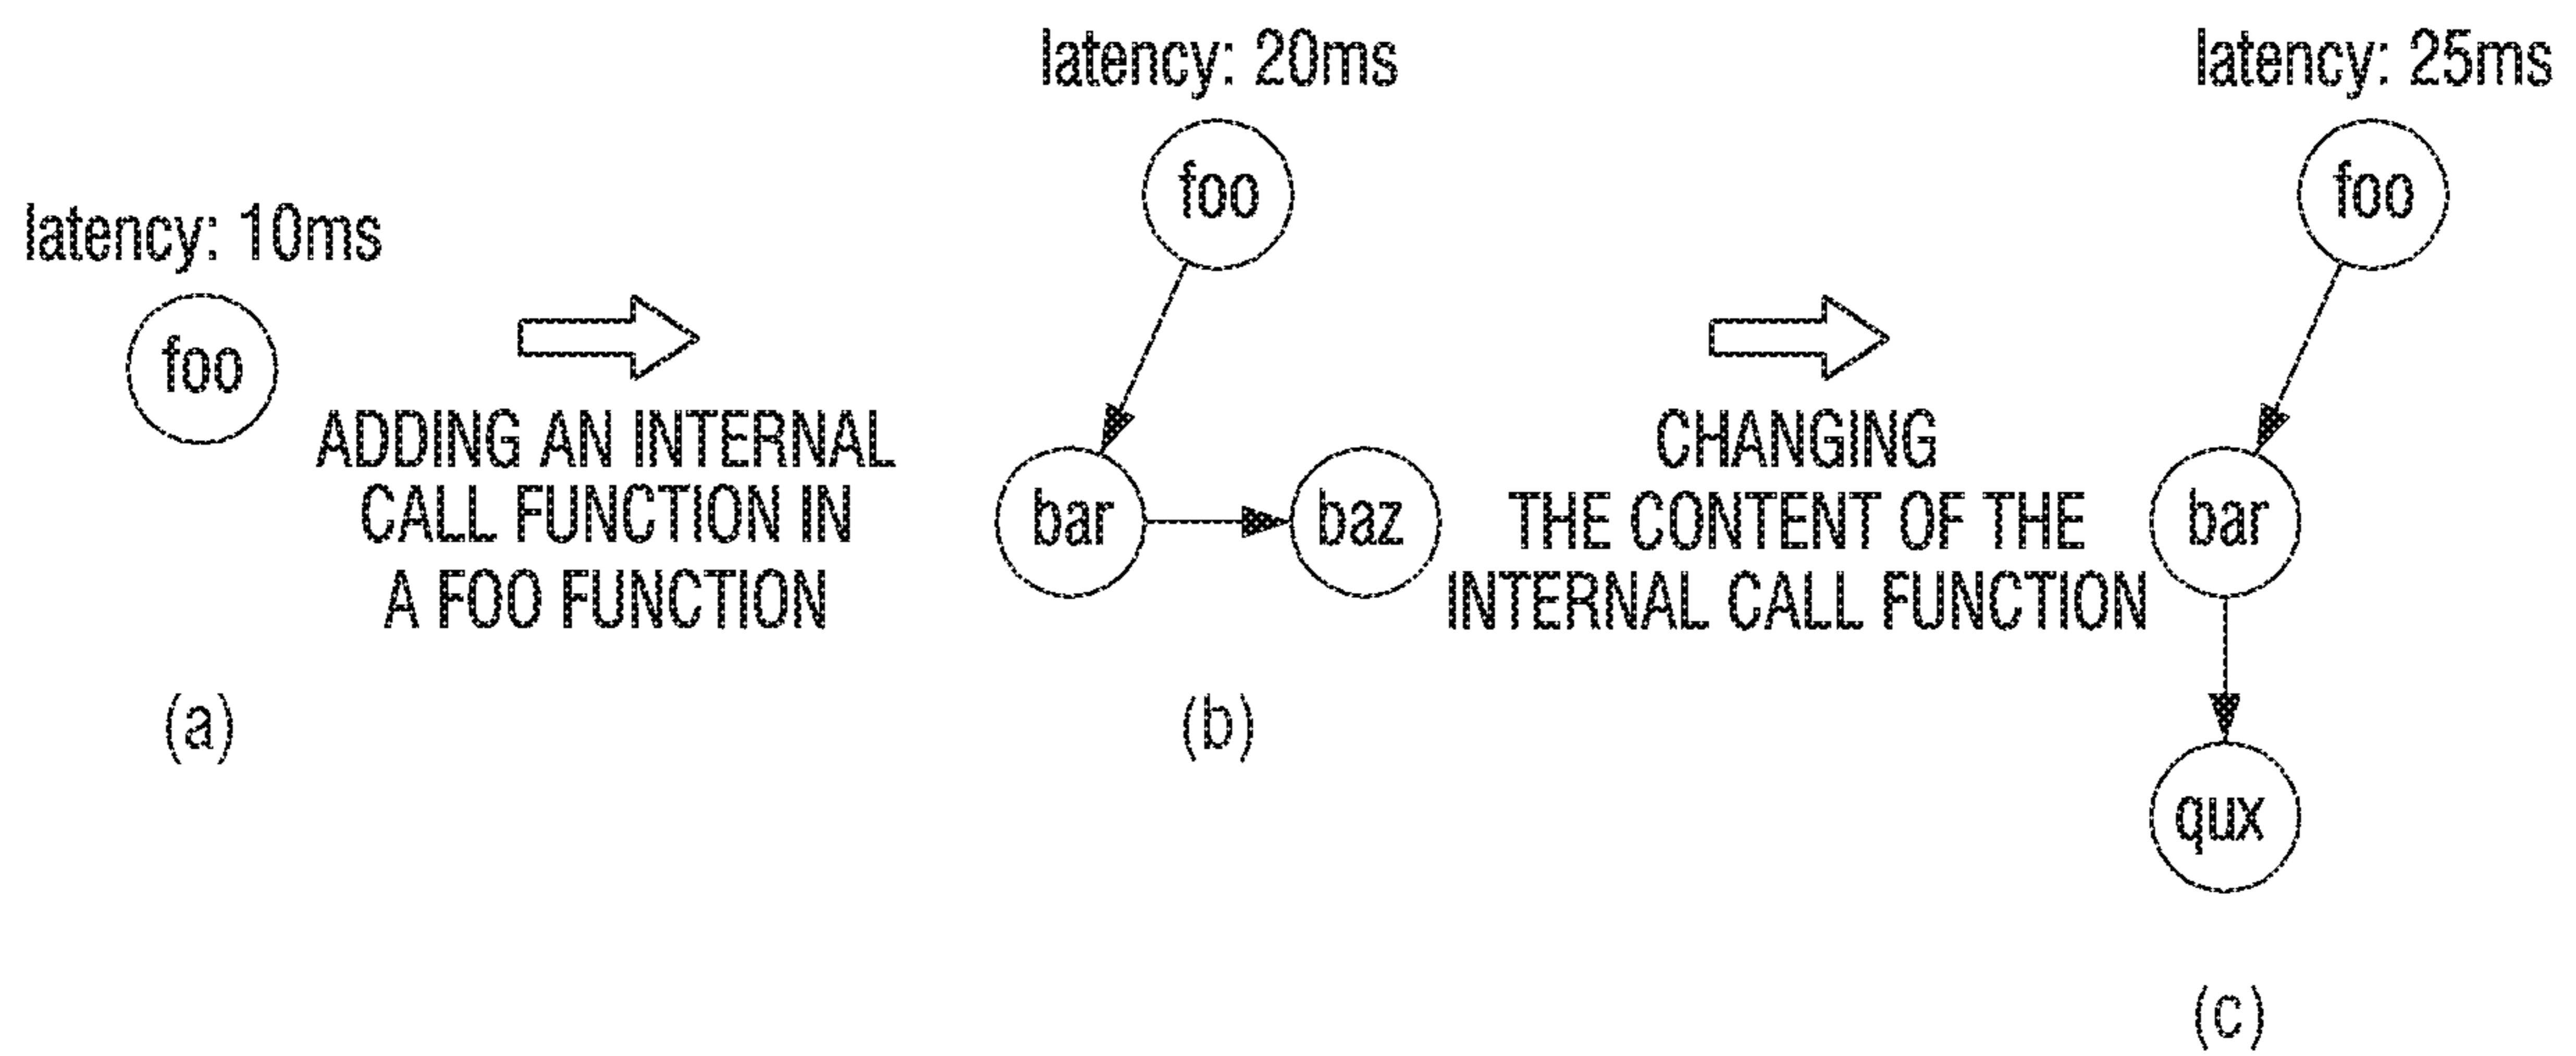 latency: 10ms
foo
(a)
ADDING AN INTERNAL
CALL FUNCTION IN
A FOO FUNCTION
latency: 20ms
foo
bar
baz
(b)
CHANGING
THE CONTENT OF THE
INTERNAL CALL FUNCTION
latency: 25ms
foo
bar
qux
(c)